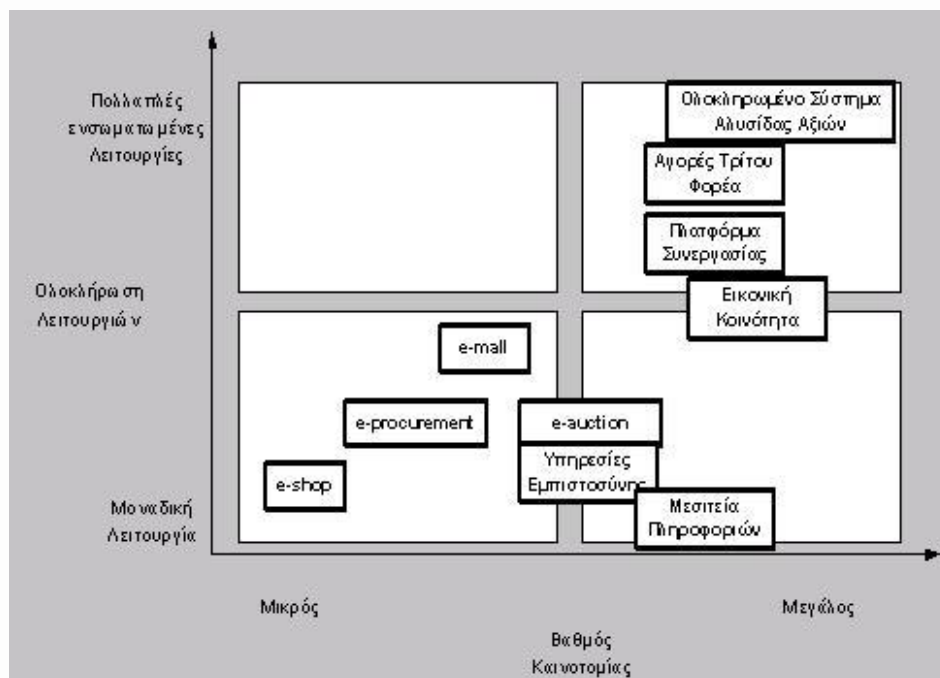 Πολλαπλές
ενσωματωμένες
Λειτουργίες
Ολοκληρωμένο Σύστημα
Αλυσίδας Αξιών
Αγορές Τρίτου
Φορέα
Πλατφόρμα
Συνεργασίας
Ολοκλήρωση
Λειτουργιών
Εικονική
Κοινότητα
e-mall
e-procurement
e-auction
e-shop
Υπηρεσίες
Εμπιστοσύνης
Μοναδική
Λειτουργία
Μεσιτεία
Πληροφοριών
Μικρός
Μεγάλος
Βαθμός
Καινοτομίας